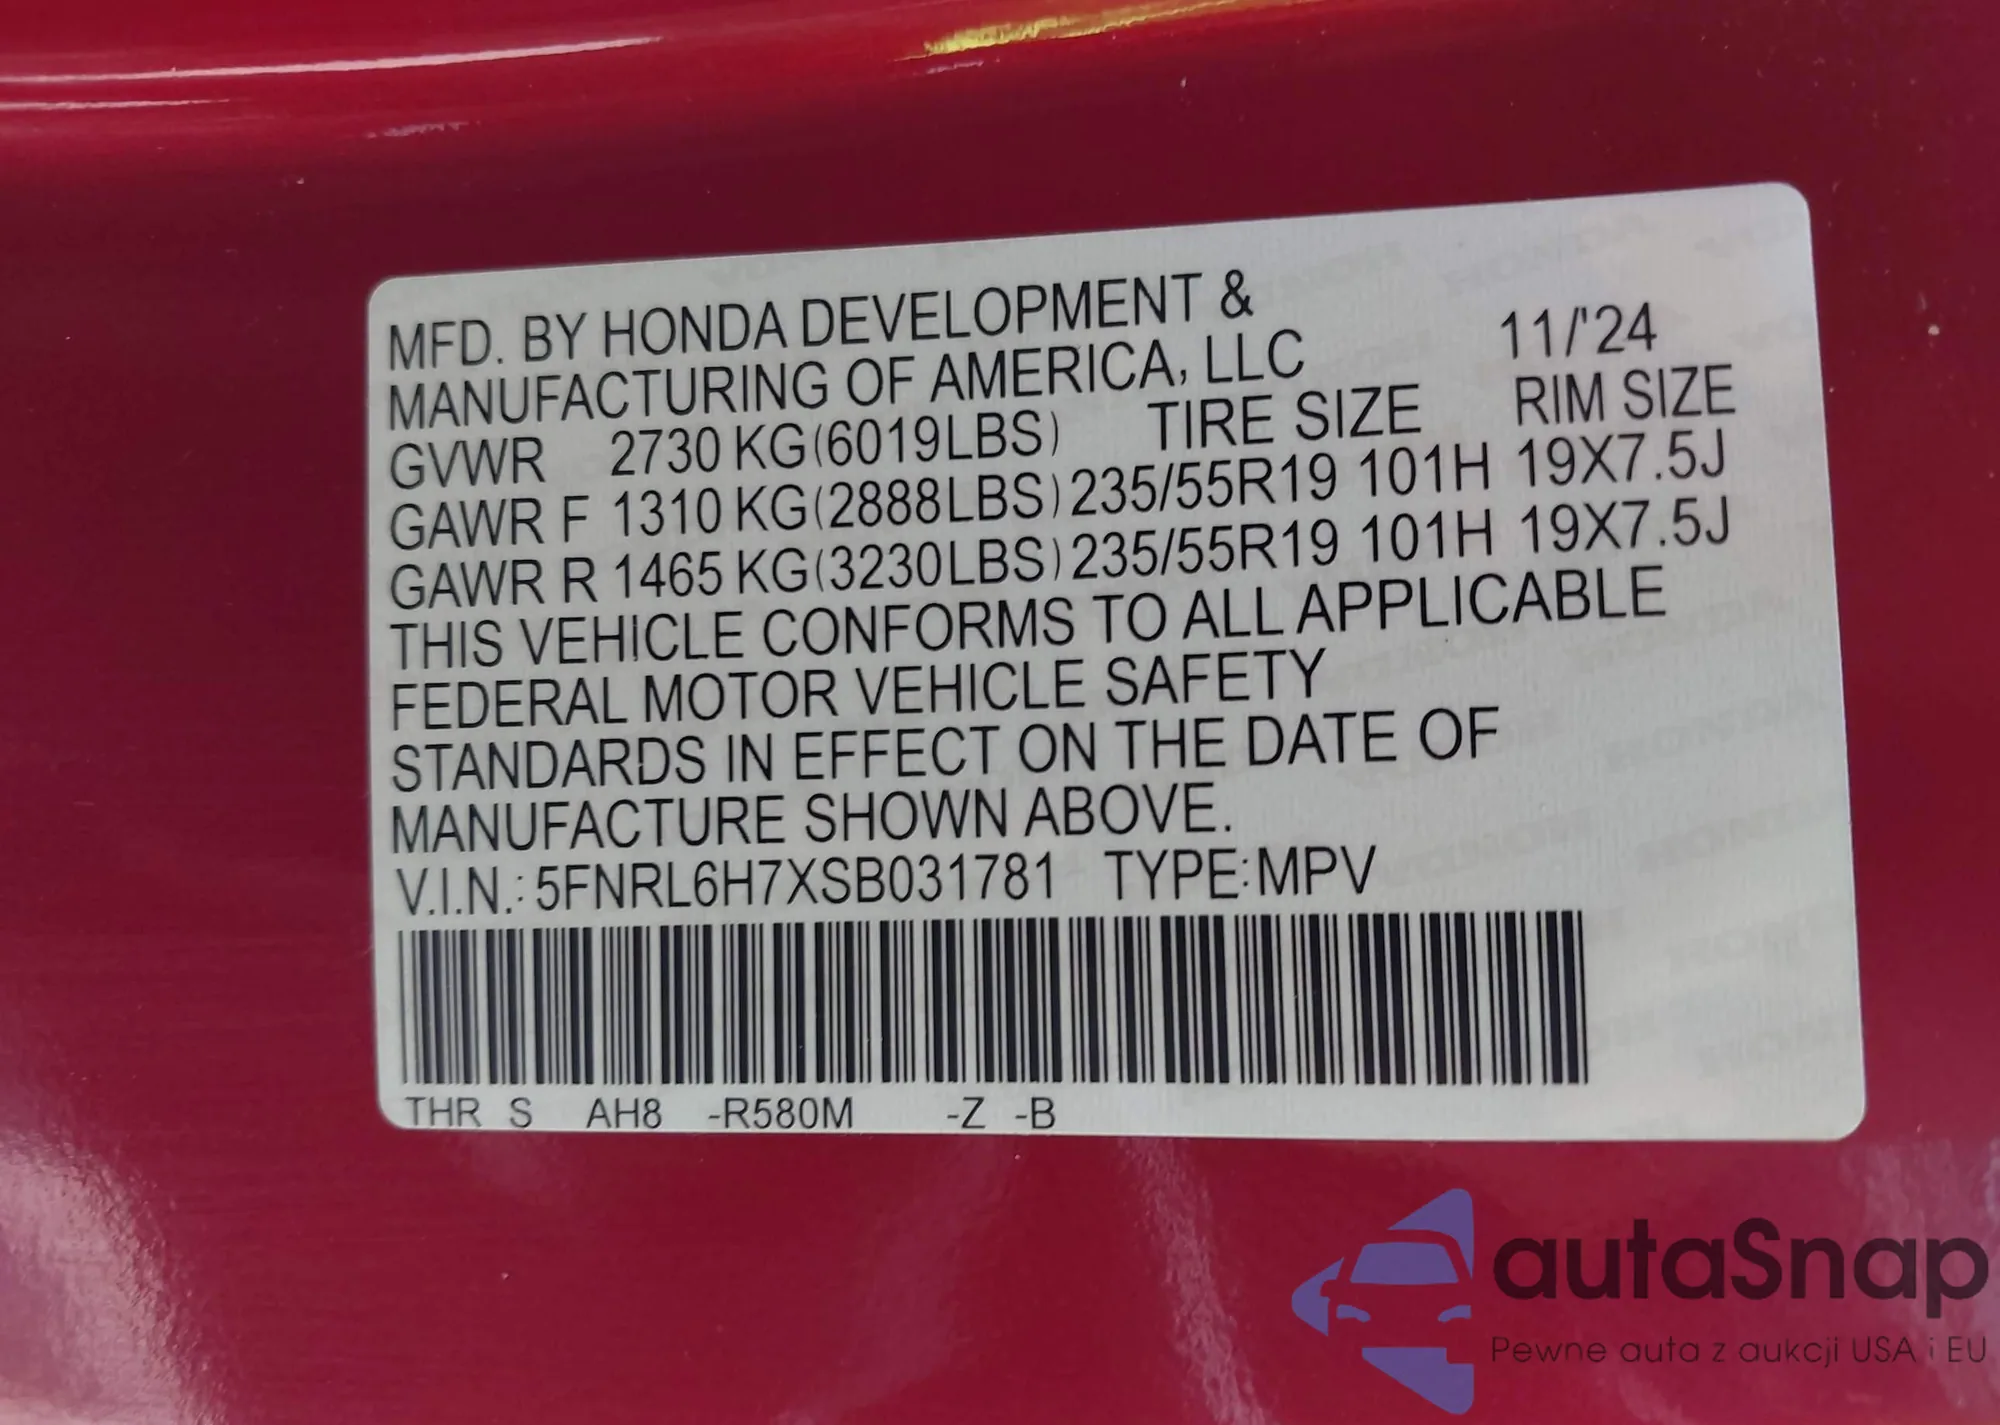 MFD. BY HONDA DEVELOPMENT &
MANUFACTURING OF AMERICA, LLC 11/'24
GVWR 2730 KG(6019LBS) TIRE SIZE RIM SIZE
GAWR F 1310 KG(2888LBS) 235/55R19 101H 19X7.5J
GAWR R 1465 KG(3230LBS) 235/55R19 101H 19X7.5J
THIS VEHICLE CONFORMS TO ALL APPLICABLE
FEDERAL MOTOR VEHICLE SAFETY
STANDARDS IN EFFECT ON THE DATE OF
MANUFACTURE SHOWN ABOVE.
V.I.N.: 5FNRL6H7XSB031781 TYPE:MPV
THR S AH8 -R580M -Z -B
autaSnap
Pewne auta z aukcji USA i EU